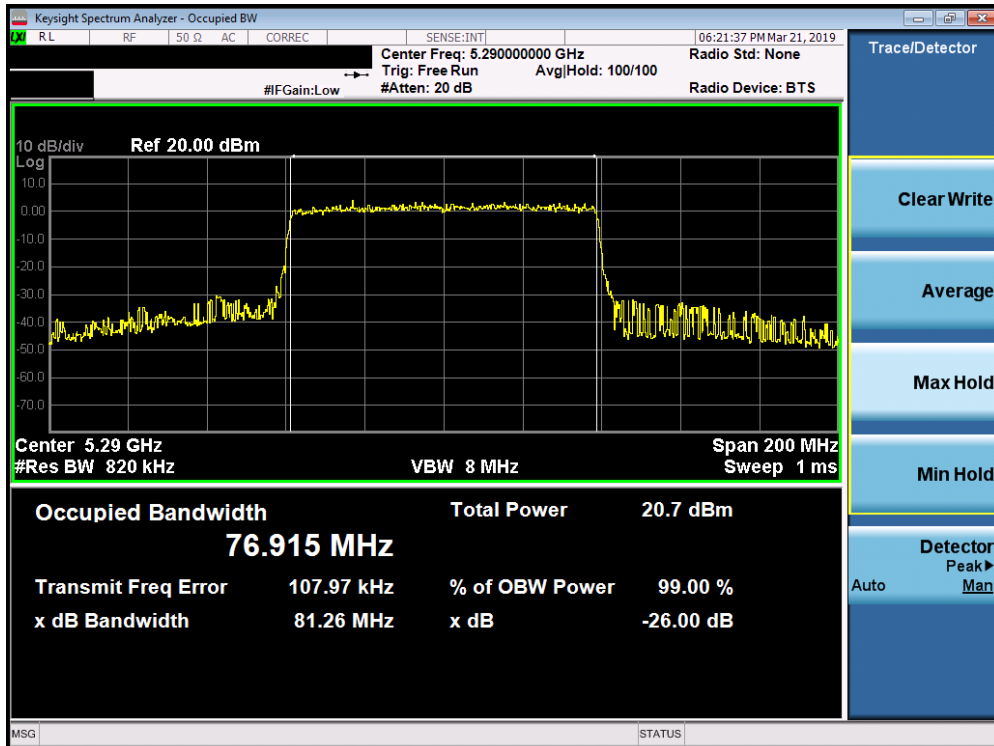 Keysight Spectrum Analyzer - Occupied BW
LXI RL RF 50 Ω AC CORREC SENSE:INT 06:21:37 PM Mar 21, 2019
Center Freq: 5.290000000 GHz Radio Std: None
Trig: Free Run Avg|Hold: 100/100
#IFGain:Low #Atten: 20 dB Radio Device: BTS
10 dB/div Ref 20.00 dBm
Log
10.0
0.00
-10.0
-20.0
-30.0
-40.0
-50.0
-60.0
-70.0
Center 5.29 GHz Span 200 MHz
#Res BW 820 kHz VBW 8 MHz Sweep 1 ms
Occupied Bandwidth Total Power 20.7 dBm
76.915 MHz
Transmit Freq Error 107.97 kHz % of OBW Power 99.00 %
x dB Bandwidth 81.26 MHz x dB -26.00 dB
MSG STATUS
Trace/Detector
Clear Write
Average
Max Hold
Min Hold
Detector
Peak▶
Auto Man